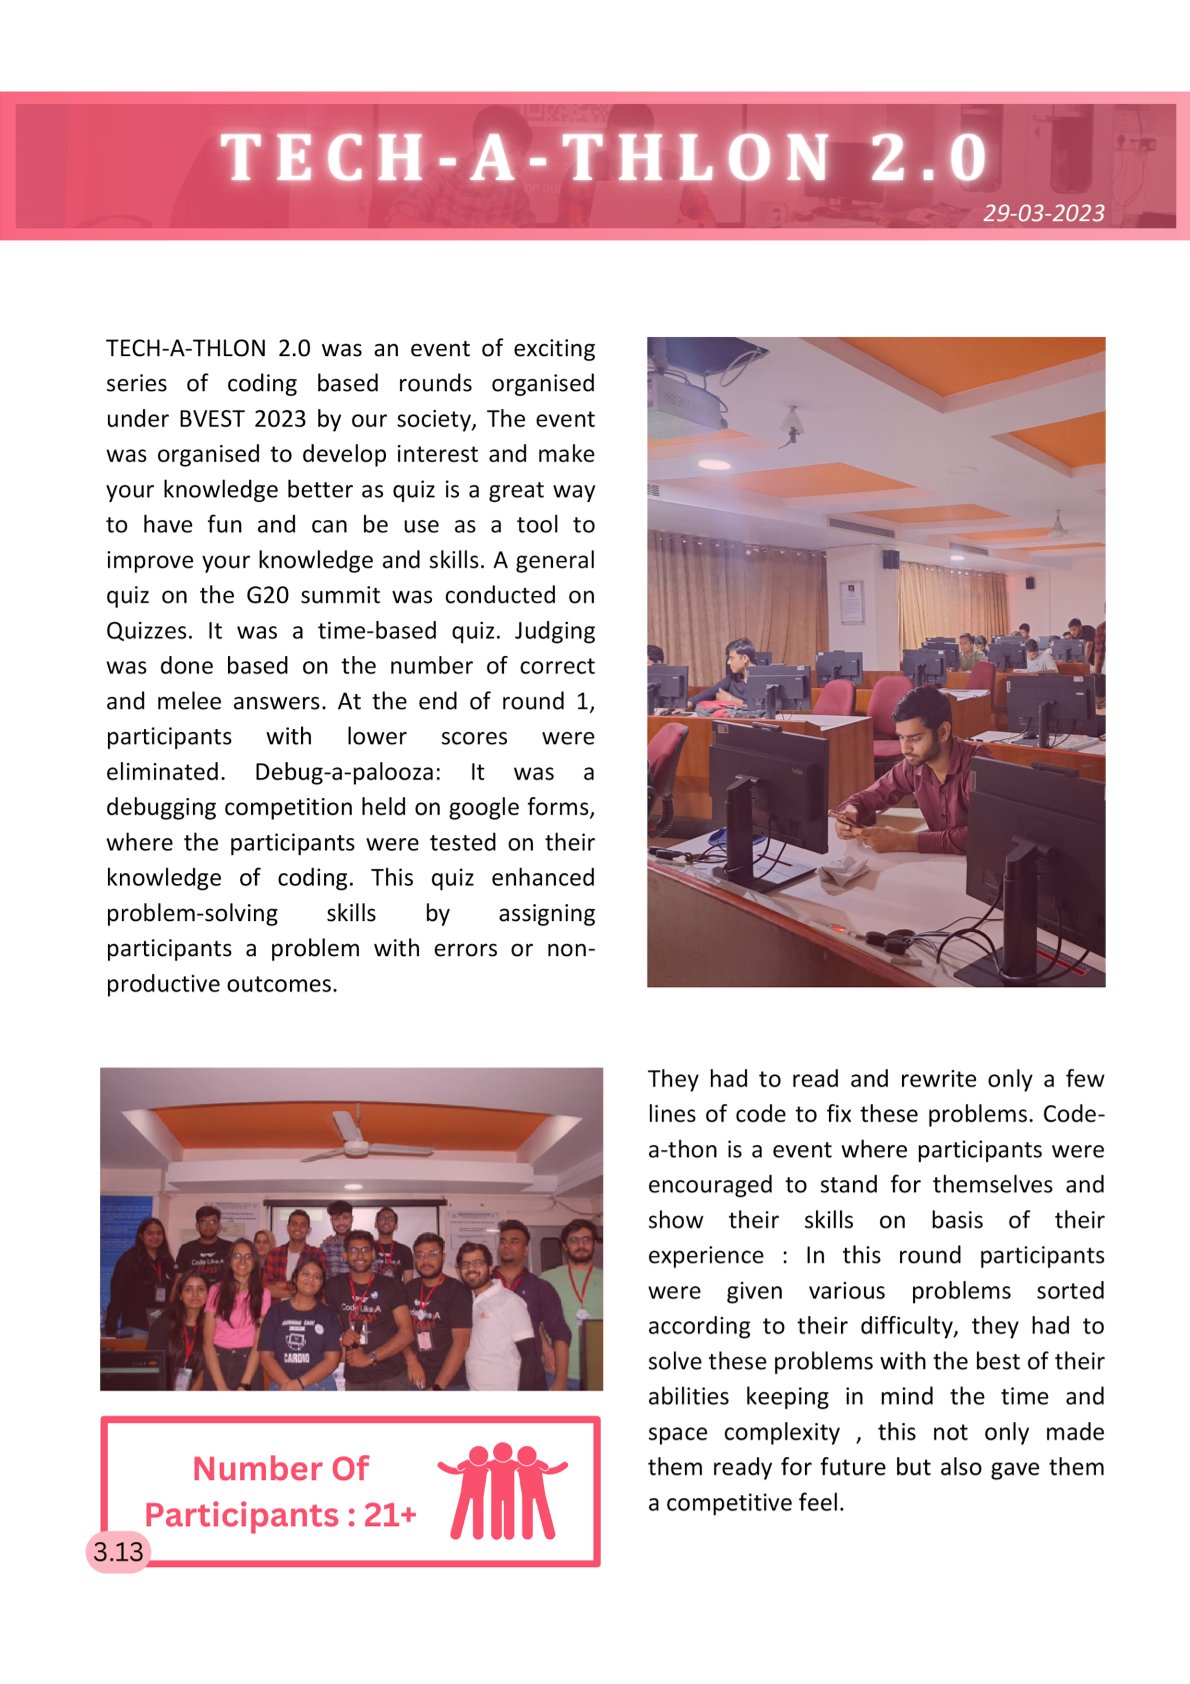 TECH-A-THLON 2.0
29-03-2023
TECH-A-THLON 2.0 was an event of exciting
series of coding based rounds organised
under BVEST 2023 by our society, The event
was organised to develop interest and make
your knowledge better as quiz is a great way
to have fun and can be use as a tool to
improve your knowledge and skills. A general
quiz on the G20 summit was conducted on
Quizzes. It was a time-based quiz. Judging
was done based on the number of correct
and melee answers. At the end of round 1,
participants with lower scores were
eliminated. Debug-a-palooza: It was a
debugging competition held on google forms,
where the participants were tested on their
knowledge of coding. This quiz enhanced
problem-solving skills by assigning
participants a problem with errors or non-
productive outcomes.
They had to read and rewrite only a few
lines of code to fix these problems. Code-
a-thon is a event where participants were
encouraged to stand for themselves and
show their skills on basis of their
experience : In this round participants
were given various problems sorted
according to their difficulty, they had to
solve these problems with the best of their
abilities keeping in mind the time and
space complexity , this not only made
them ready for future but also gave them
a competitive feel.
Code Like A
Code Like A
CARDIO
Number Of
Participants : 21+
3.13